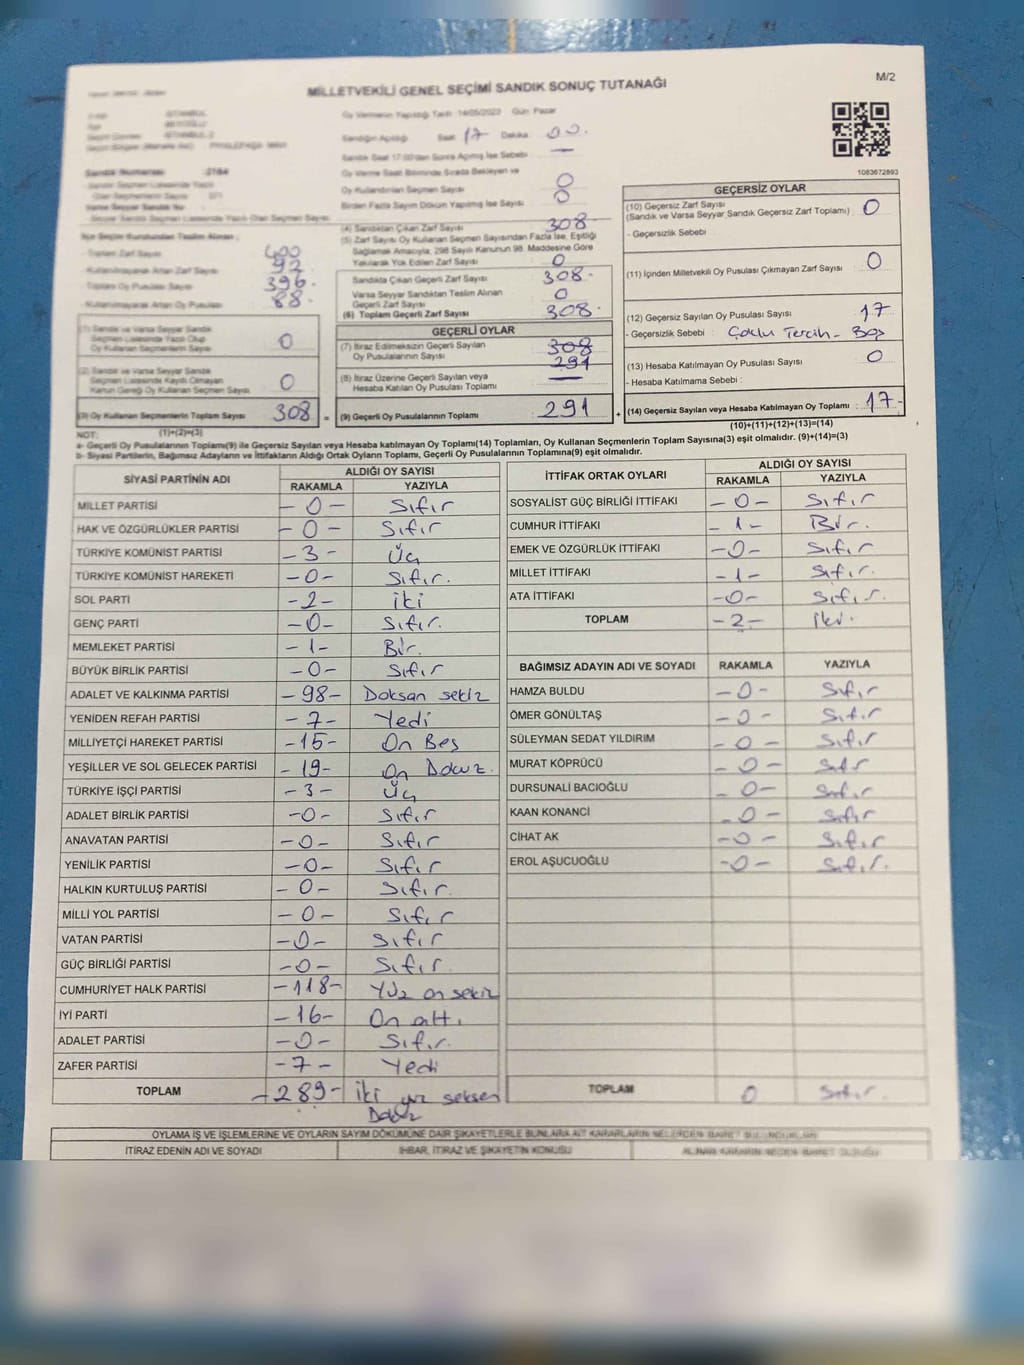 M/2
MİLLETVEKİLİ GENEL SEÇİMİ SANDIK SONUÇ TUTANAĞI
Oy Vermenin Yapıldığı Tarih 14/05/2023 Gün Pazar
Sandığın Açıldığı Saat 17 Dakika 00.
Sandık Saat 17:00'dan Sonra Açılmış İse Sebebi —
Oy Verme Saati Bitiminde Sırada Bekleyen ve
Oy Kullandırılan Seçmen Sayısı 0
Birden Fazla Sayım Döküm Yapılmış İse Sayısı 0
(4) Sandıktan Çıkan Zarf Sayısı 308-
(5) Zarf Sayısı Oy Kullanan Seçmen Sayısından Fazla İse, Eşitliği
Sağlamak Amacıyla, 298 Sayılı Kanunun 98. Maddesine Göre
Yakılarak Yok Edilen Zarf Sayısı 0
Sandık Numarası
Toplam Zarf Sayısı 400
Kullanılmayarak Artan Zarf Sayısı 92
Toplam Oy Pusulası Sayısı 396-
Kullanılmayarak Artan Oy Pusulası 88-
(1) Sandık ve Varsa Seyyar Sandık
Seçmen Listesinde Yazılı Olup
Oy Kullanan Seçmenlerin Sayısı 0
(2) Sandık ve Varsa Seyyar Sandık
Seçmen Listesinde Kaydı Olmayan
Kanun Gereği Oy Kullanan Seçmen Sayısı 0
(3) Oy Kullanan Seçmenlerin Toplam Sayısı 308 =
(1)+(2)=(3)
Sandıkta Çıkan Geçerli Zarf Sayısı 308-
Varsa Seyyar Sandıktan Teslim Alınan
Geçerli Zarf Sayısı 0
(6) Toplam Geçerli Zarf Sayısı 308-
GEÇERLİ OYLAR
(7) İtiraz Edilmeksizin Geçerli Sayılan 308
Oy Pusulasının Sayısı 291
(8) İtiraz Üzerine Geçerli Sayılan veya
Hesaba Katılan Oy Pusulası Toplamı —
(9) Geçerli Oy Pusulalarının Toplamı 291 +
1083672893
GEÇERSİZ OYLAR
(10) Geçersiz Zarf Sayısı
(Sandık ve Varsa Seyyar Sandık Geçersiz Zarf Toplamı) 0
- Geçersizlik Sebebi
(11) İçinden Milletvekili Oy Pusulası Çıkmayan Zarf Sayısı 0
(12) Geçersiz Sayılan Oy Pusulası Sayısı 17
- Geçersizlik Sebebi : Çoklu Tercih - Boş
(13) Hesaba Katılmayan Oy Pusulası Sayısı 0
- Hesaba Katılmama Sebebi :
(14) Geçersiz Sayılan veya Hesaba Katılmayan Oy Toplamı : 17-
(10)+(11)+(12)+(13)=(14)
NOT:
a- Geçerli Oy Pusulalarının Toplamı(9) ile Geçersiz Sayılan veya Hesaba katılmayan Oy Toplamı(14) Toplamları, Oy Kullanan Seçmenlerin Toplam Sayısına(3) eşit olmalıdır. (9)+(14)=(3)
b- Siyasi Partilerin, Bağımsız Adayların ve İttifakların Aldığı Ortak Oyların Toplamı, Geçerli Oy Pusulalarının Toplamına(9) eşit olmalıdır.
SİYASİ PARTİNİN ADI ALDIĞI OY SAYISI
RAKAMLA YAZIYLA
MİLLET PARTİSİ -0- Sıfır
HAK VE ÖZGÜRLÜKLER PARTİSİ -0- Sıfır
TÜRKİYE KOMÜNİST PARTİSİ -3- Üç
TÜRKİYE KOMÜNİST HAREKETİ -0- Sıfır.
SOL PARTİ -2- iki
GENÇ PARTİ -0- Sıfır.
MEMLEKET PARTİSİ -1- Bir.
BÜYÜK BİRLİK PARTİSİ -0- Sıfır
ADALET VE KALKINMA PARTİSİ -98- Doksan sekiz
YENİDEN REFAH PARTİSİ -7- Yedi
MİLLİYETÇİ HAREKET PARTİSİ -15- On Beş
YEŞİLLER VE SOL GELECEK PARTİSİ -19- On Dokuz.
TÜRKİYE İŞÇİ PARTİSİ -3- Üç
ADALET BİRLİK PARTİSİ -0- Sıfır
ANAVATAN PARTİSİ -0- Sıfır
YENİLİK PARTİSİ -0- Sıfır
HALKIN KURTULUŞ PARTİSİ -0- Sıfır.
MİLLİ YOL PARTİSİ -0- Sıfır
VATAN PARTİSİ -0- Sıfır
GÜÇ BİRLİĞİ PARTİSİ -0- Sıfır.
CUMHURİYET HALK PARTİSİ -118- Yüz on sekiz
İYİ PARTİ -16- On altı
ADALET PARTİSİ -0- Sıfır.
ZAFER PARTİSİ -7- Yedi
TOPLAM -289- iki yüz seksen
Dokuz
İTTİFAK ORTAK OYLARI ALDIĞI OY SAYISI
RAKAMLA YAZIYLA
SOSYALİST GÜÇ BİRLİĞİ İTTİFAKI -0- Sıfır
CUMHUR İTTİFAKI -1- Bir.
EMEK VE ÖZGÜRLÜK İTTİFAKI -0- Sıfır
MİLLET İTTİFAKI -1- Sıfır.
ATA İTTİFAKI -0- Sıfır.
TOPLAM -2- iki.
BAĞIMSIZ ADAYIN ADI VE SOYADI RAKAMLA YAZIYLA
HAMZA BULDU -0- Sıfır
ÖMER GÖNÜLTAŞ -0- Sıfır
SÜLEYMAN SEDAT YILDIRIM -0- Sıfır
MURAT KÖPRÜCÜ -0- Sıfır
DURSUNALİ BACIOĞLU -0- Sıfır
KAAN KONANCİ -0- Sıfır
CİHAT AK -0- Sıfır
EROL AŞUCUOĞLU -0- Sıfır.
TOPLAM 0 Sıfır.
OYLAMA İŞ VE İŞLEMLERİNE VE OYLARIN SAYIM DÖKÜMÜNE DAİR ŞİKAYETLERLE BUNLARA AİT KARARLARIN NELERDEN İBARET BULUNDUKLARI
İTİRAZ EDENİN ADI VE SOYADI İHBAR, İTİRAZ VE ŞİKAYETİN KONUSU